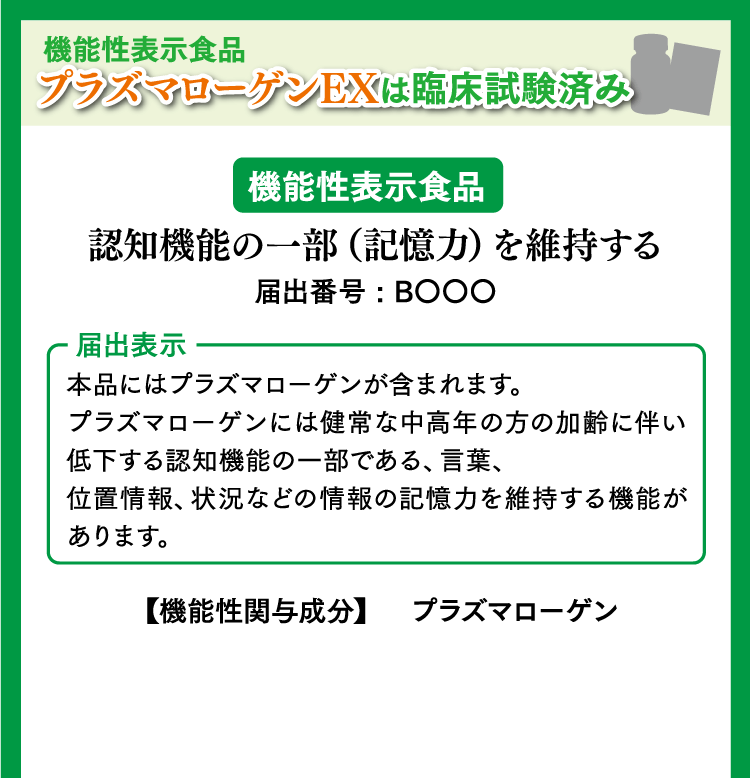 機能性表示食品
プラズマローゲンEXは臨床試験済み
機能性表示食品
認知機能の一部（記憶力）を維持する
届出番号：B〇〇〇
届出表示
本品にはプラズマローゲンが含まれます。
プラズマローゲンには健常な中高年の方の加齢に伴い
低下する認知機能の一部である、言葉、
位置情報、状況などの情報の記憶力を維持する機能が
あります。
【機能性関与成分】　プラズマローゲン